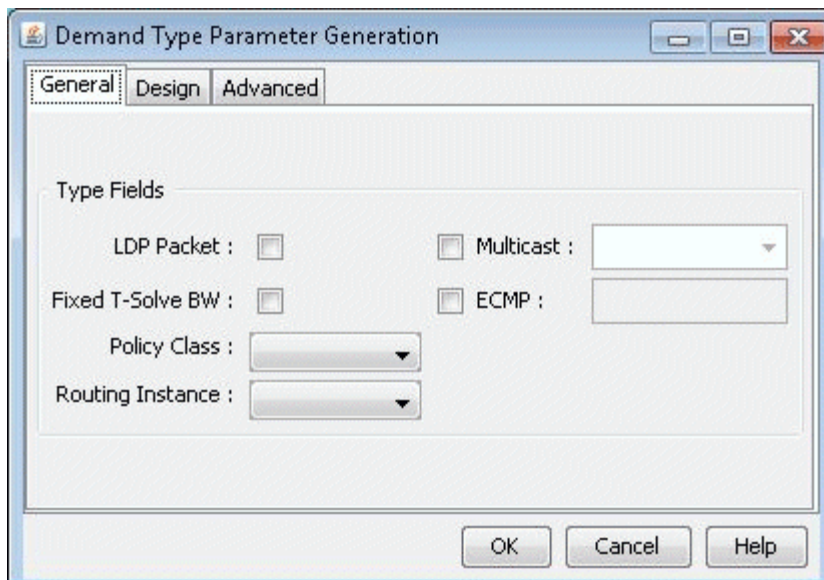 Demand Type Parameter Generation
General Design Advanced
Type Fields
LDP Packet : Multicast :
Fixed T-Solve BW : ECMP :
Policy Class :
Routing Instance :
OK Cancel Help